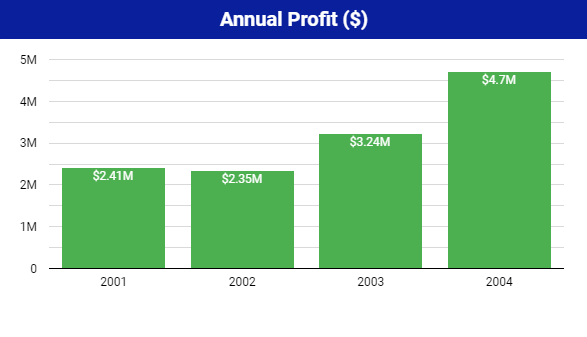 Annual Profit ($)
5M
4M
3M
2M
1M
0
$2.41M
$2.35M
$3.24M
$4.7M
2001 2002 2003 2004